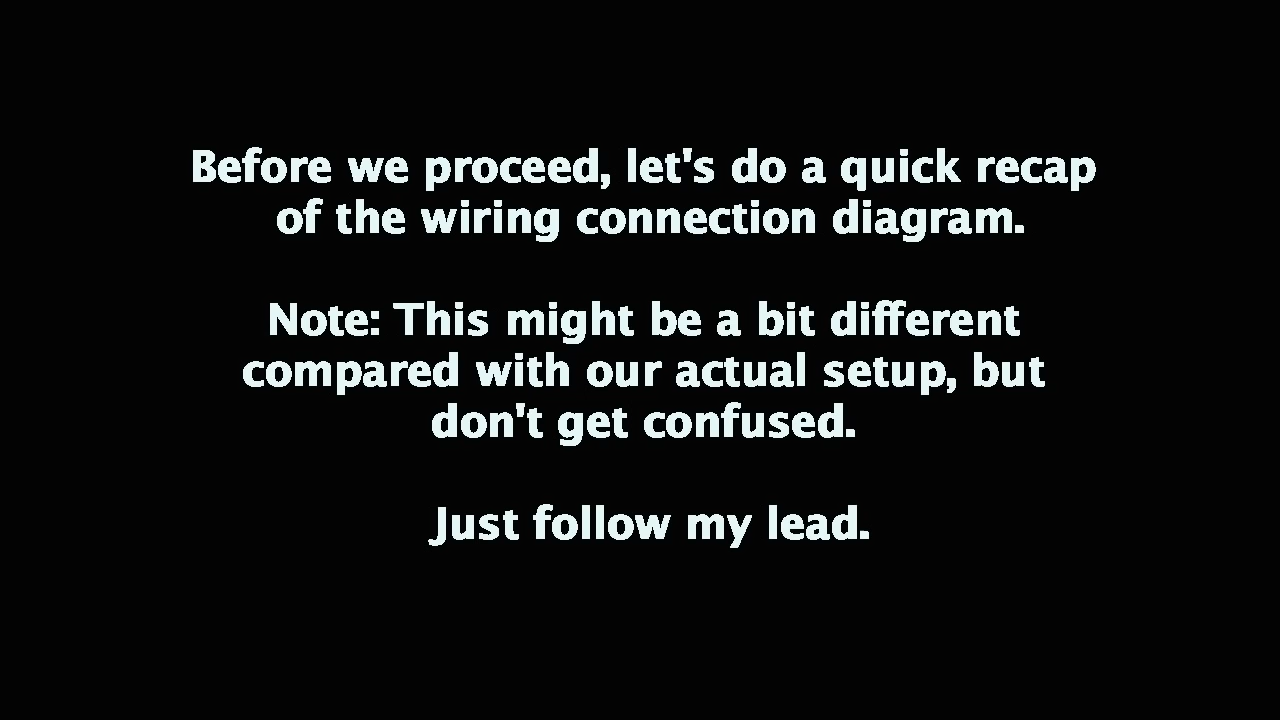 Before we proceed, let's do a quick recap
of the wiring connection diagram.
Note: This might be a bit different
compared with our actual setup, but
don't get confused.
Just follow my lead.